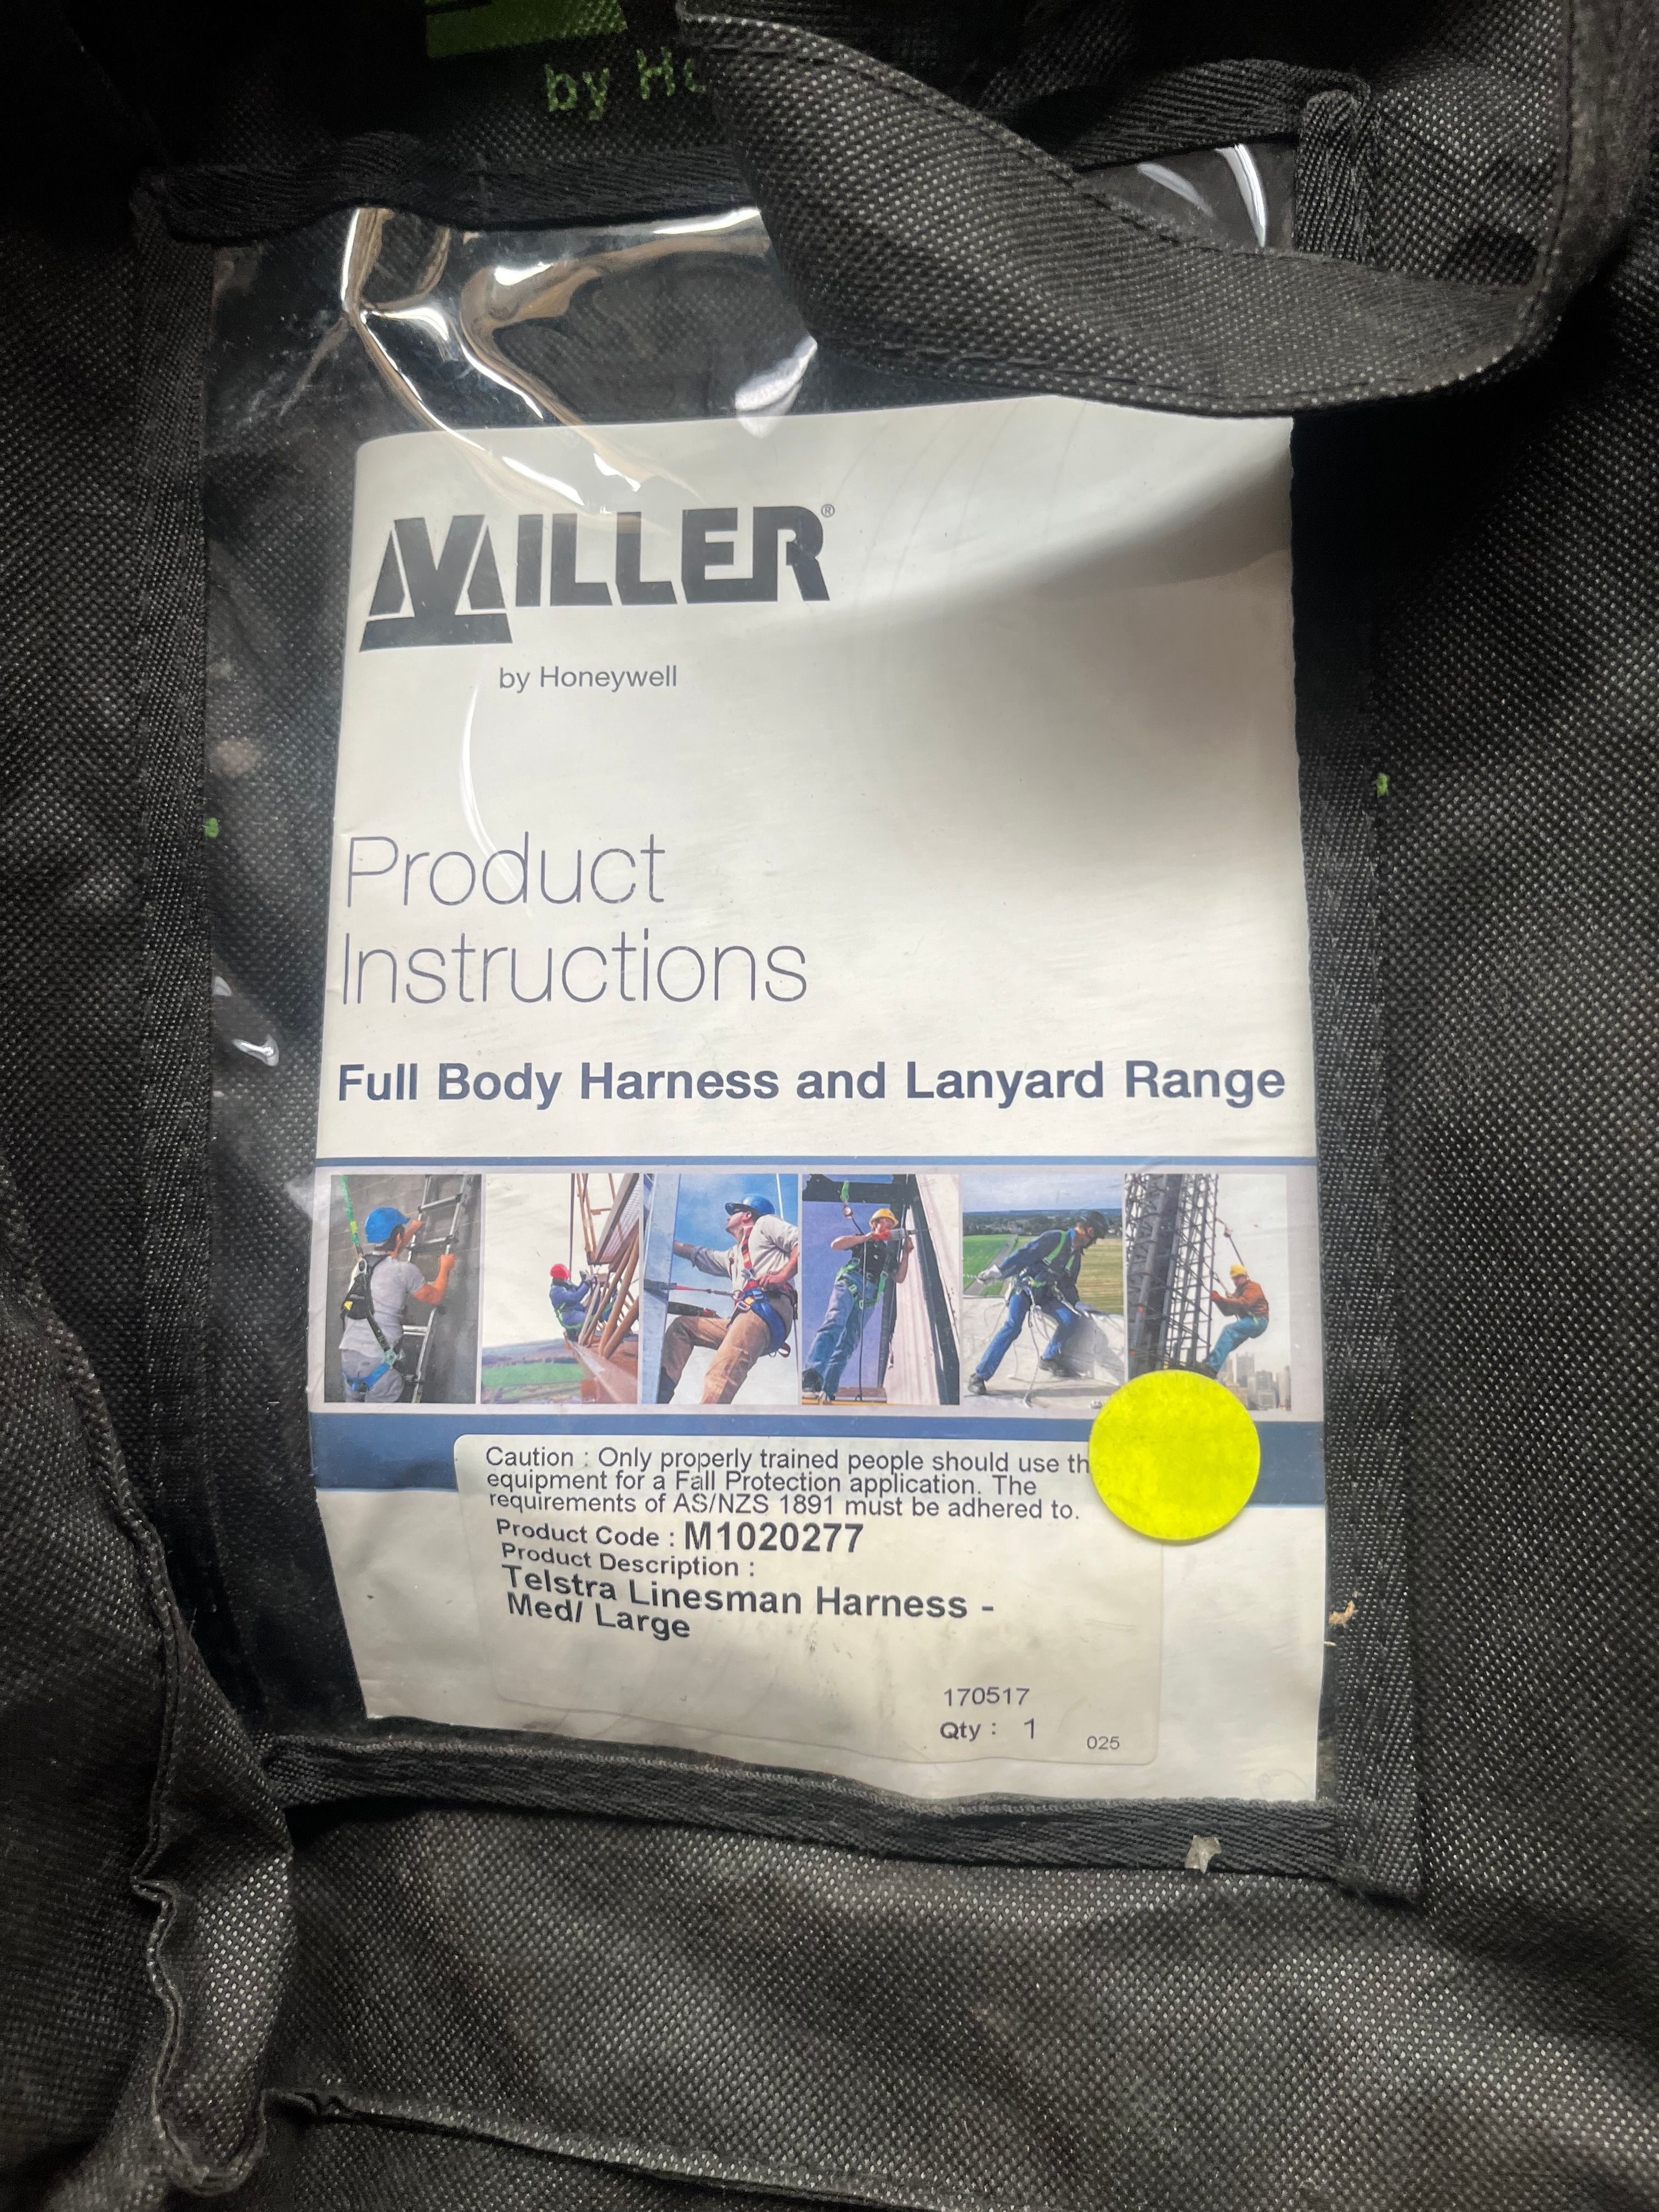 by
MILLER®
by Honeywell
Product
Instructions
Full Body Harness and Lanyard Range
Caution : Only properly trained people should use
equipment for a Fall Protection application. The
requirements of AS/NZS 1891 must be adhered to.
Product Code : M1020277
Product Description :
Telstra Linesman Harness -
Med/ Large
170517
Qty : 1
025